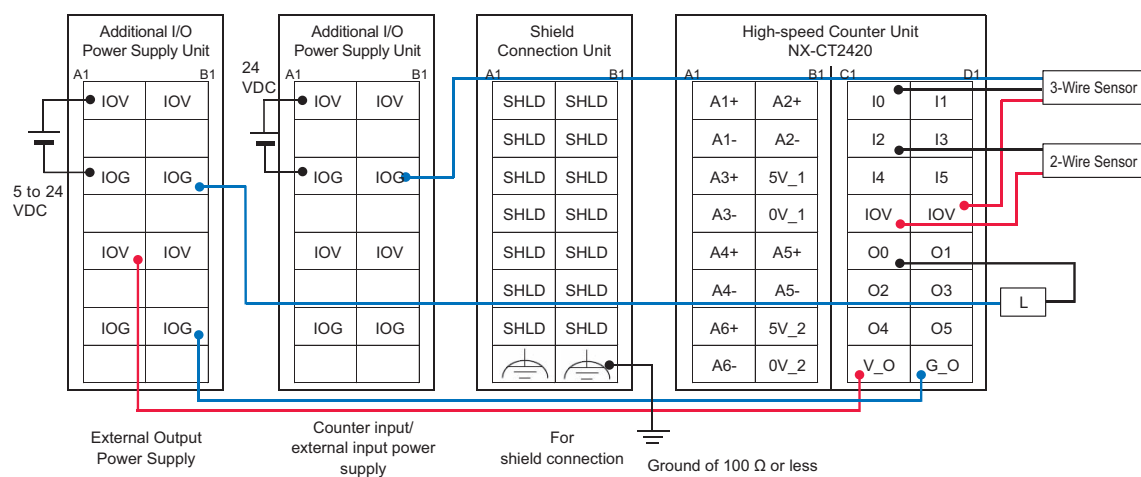 Additional I/O
Power Supply Unit
Additional I/O
Power Supply Unit
Shield
Connection Unit
High-speed Counter Unit
NX-CT2420
A1 B1
A1 B1
A1 B1
A1 B1 C1 D1
24
VDC
5 to 24
VDC
IOV IOV
IOG IOG
IOV IOV
IOG IOG
IOV IOV
IOG IOG
IOV IOV
IOG IOG
SHLD SHLD
SHLD SHLD
SHLD SHLD
SHLD SHLD
SHLD SHLD
SHLD SHLD
SHLD SHLD
A1+ A2+ I0 I1
A1- A2- I2 I3
A3+ 5V_1 I4 I5
A3- 0V_1 IOV IOV
A4+ A5+ O0 O1
A4- A5- O2 O3
A6+ 5V_2 O4 O5
A6- 0V_2 V_O G_O
3-Wire Sensor
2-Wire Sensor
L
External Output
Power Supply
Counter input/
external input power
supply
For
shield connection
Ground of 100 Ω or less